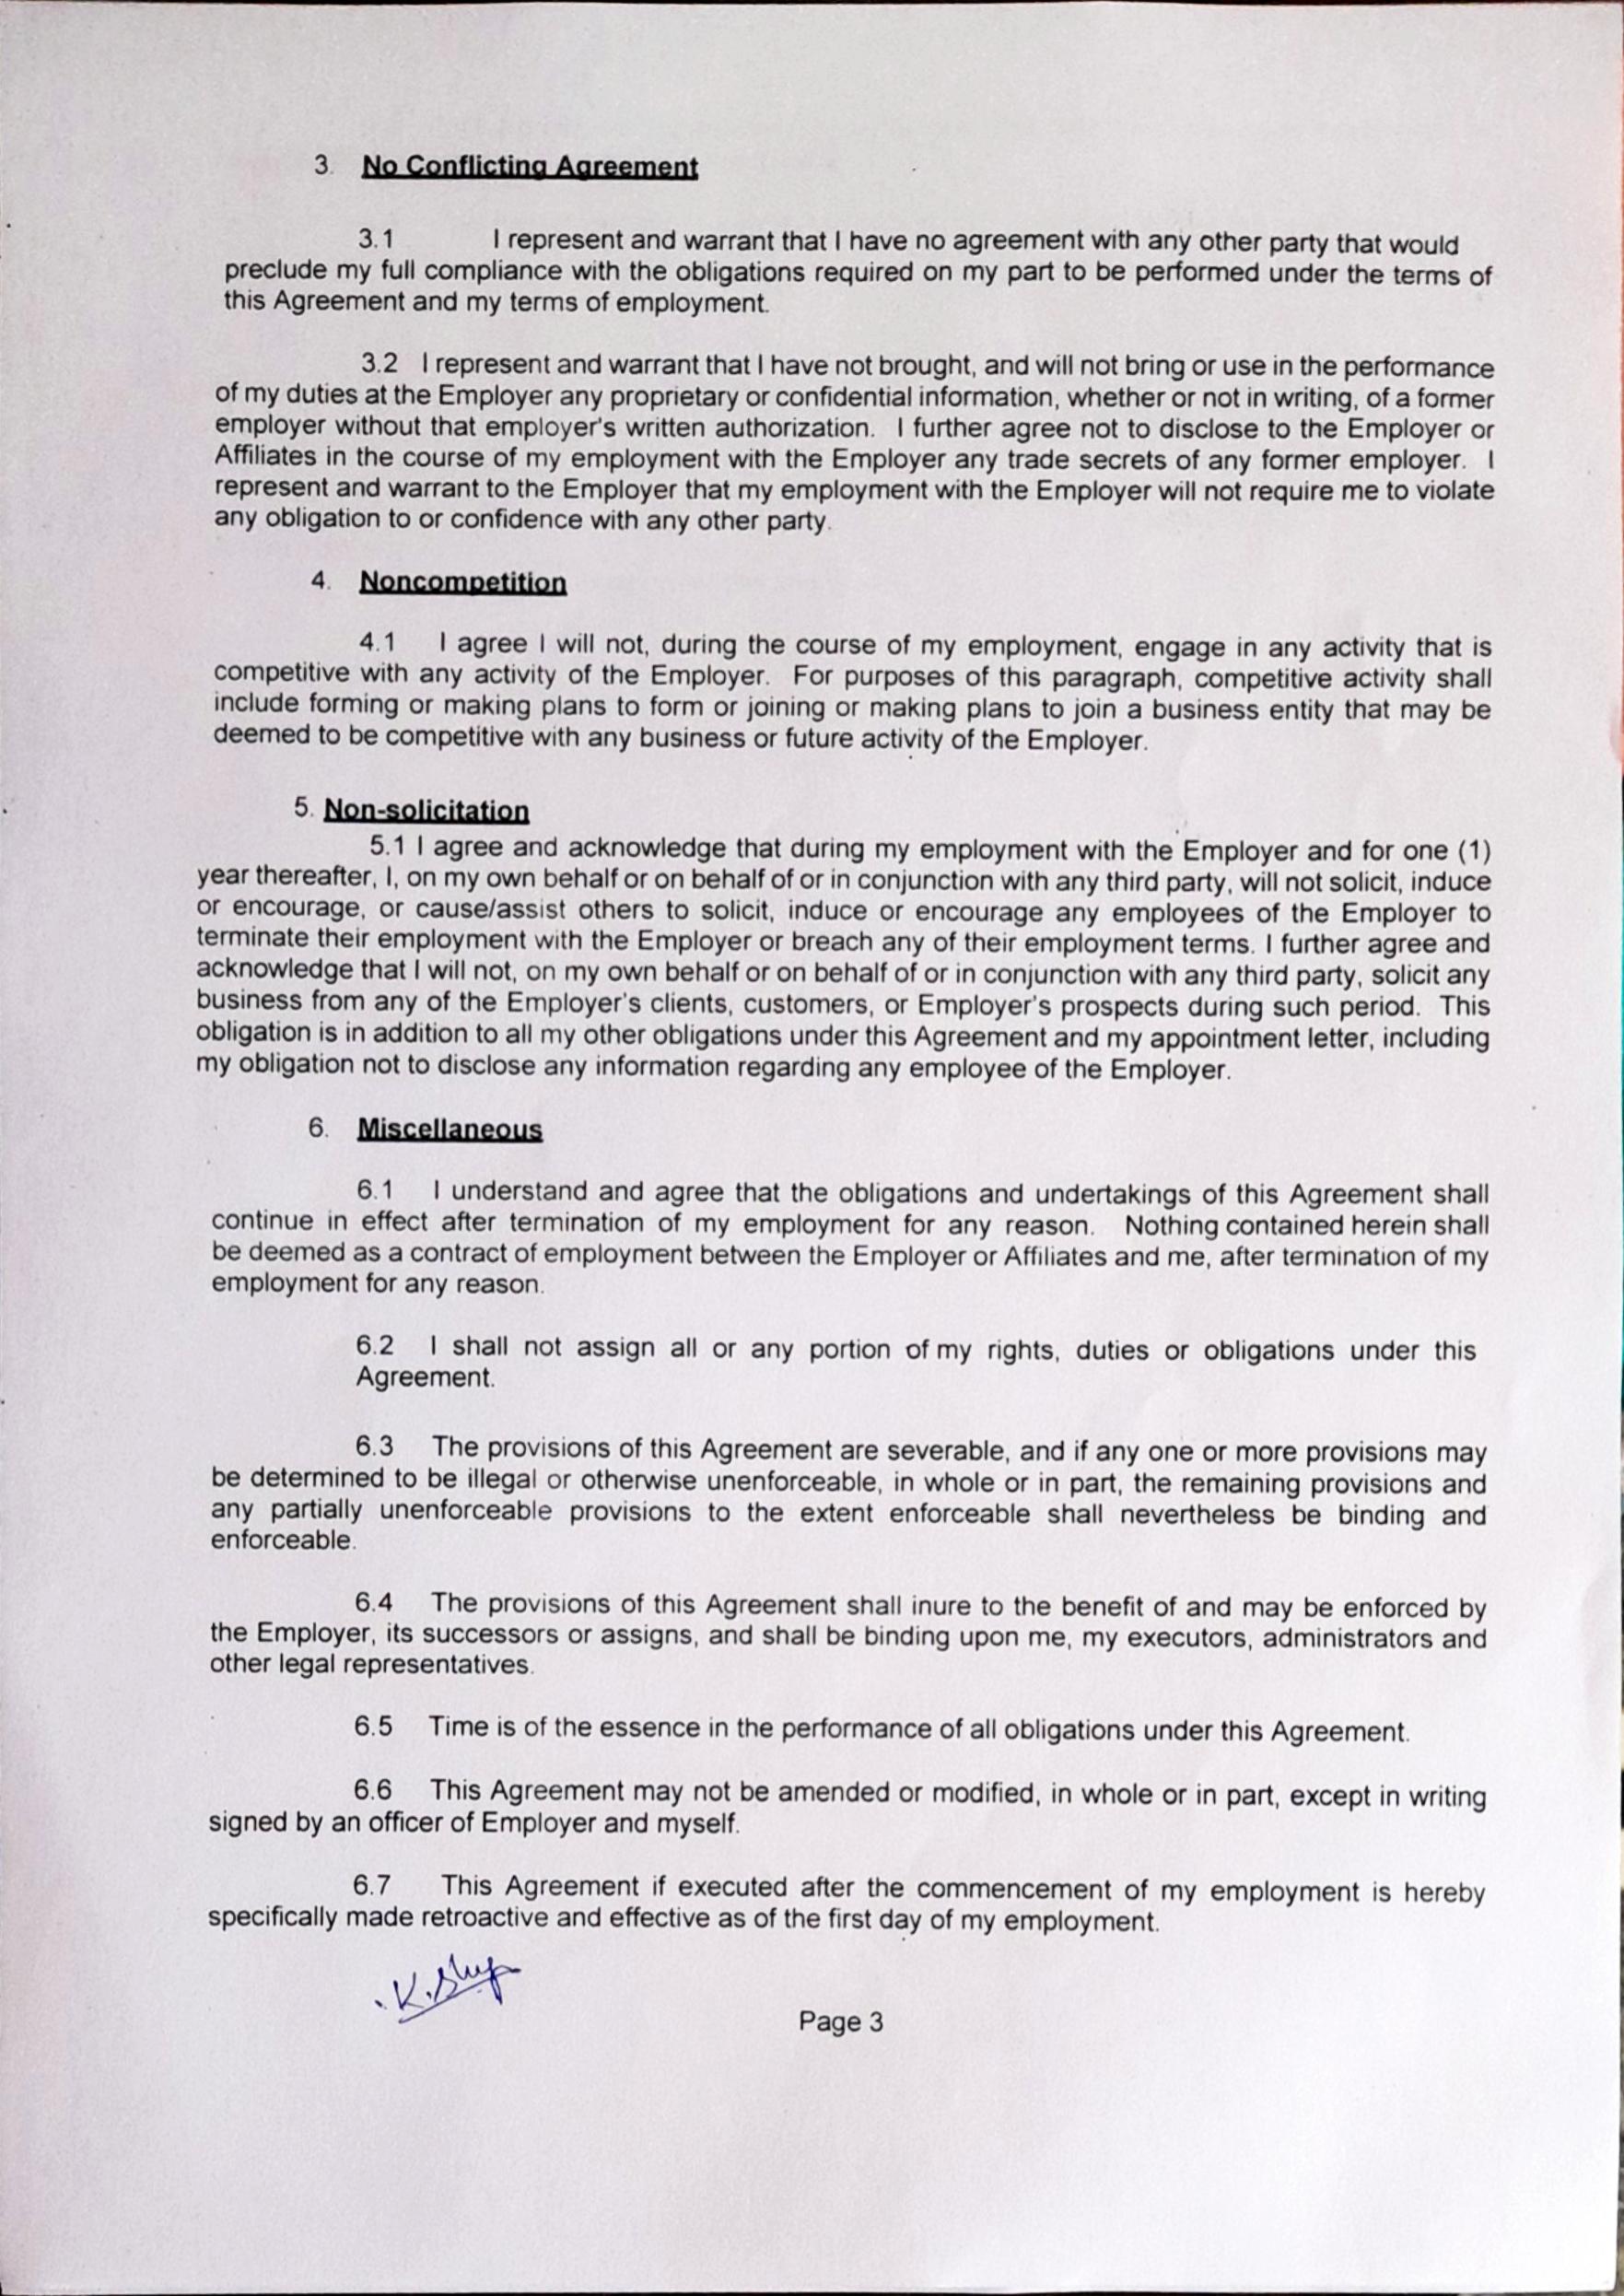 3. No Conflicting Agreement
3.1 I represent and warrant that I have no agreement with any other party that would
preclude my full compliance with the obligations required on my part to be performed under the terms of
this Agreement and my terms of employment.
3.2 I represent and warrant that I have not brought, and will not bring or use in the performance
of my duties at the Employer any proprietary or confidential information, whether or not in writing, of a former
employer without that employer's written authorization. I further agree not to disclose to the Employer or
Affiliates in the course of my employment with the Employer any trade secrets of any former employer. I
represent and warrant to the Employer that my employment with the Employer will not require me to violate
any obligation to or confidence with any other party.
4. Noncompetition
4.1 I agree I will not, during the course of my employment, engage in any activity that is
competitive with any activity of the Employer. For purposes of this paragraph, competitive activity shall
include forming or making plans to form or joining or making plans to join a business entity that may be
deemed to be competitive with any business or future activity of the Employer.
5. Non-solicitation
5.1 I agree and acknowledge that during my employment with the Employer and for one (1)
year thereafter, I, on my own behalf or on behalf of or in conjunction with any third party, will not solicit, induce
or encourage, or cause/assist others to solicit, induce or encourage any employees of the Employer to
terminate their employment with the Employer or breach any of their employment terms. I further agree and
acknowledge that I will not, on my own behalf or on behalf of or in conjunction with any third party, solicit any
business from any of the Employer's clients, customers, or Employer's prospects during such period. This
obligation is in addition to all my other obligations under this Agreement and my appointment letter, including
my obligation not to disclose any information regarding any employee of the Employer.
6. Miscellaneous
6.1 I understand and agree that the obligations and undertakings of this Agreement shall
continue in effect after termination of my employment for any reason. Nothing contained herein shall
be deemed as a contract of employment between the Employer or Affiliates and me, after termination of my
employment for any reason.
6.2 I shall not assign all or any portion of my rights, duties or obligations under this
Agreement.
6.3 The provisions of this Agreement are severable, and if any one or more provisions may
be determined to be illegal or otherwise unenforceable, in whole or in part, the remaining provisions and
any partially unenforceable provisions to the extent enforceable shall nevertheless be binding and
enforceable.
6.4 The provisions of this Agreement shall inure to the benefit of and may be enforced by
the Employer, its successors or assigns, and shall be binding upon me, my executors, administrators and
other legal representatives.
6.5 Time is of the essence in the performance of all obligations under this Agreement.
6.6 This Agreement may not be amended or modified, in whole or in part, except in writing
signed by an officer of Employer and myself.
6.7 This Agreement if executed after the commencement of my employment is hereby
specifically made retroactive and effective as of the first day of my employment.
K.
Page 3